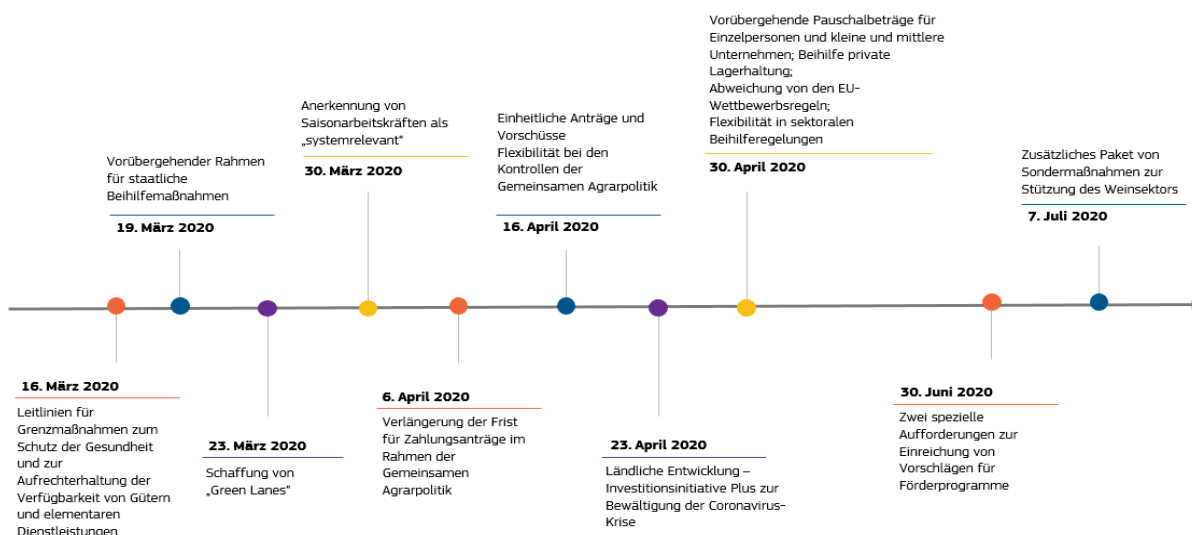 16. März 2020
Leitlinien für
Grenzmaßnahmen zum
Schutz der Gesundheit
und zur
Aufrechterhaltung der
Verfügbarkeit von Gütern
und elementaren
Dienstleistungen
Vorübergehender Rahmen
für staatliche
Beihilfemaßnahmen
19. März 2020
23. März 2020
Schaffung von
„Green Lanes“
Anerkennung von
Saisonarbeitskräften als
„systemrelevant“
30. März 2020
6. April 2020
Verlängerung der Frist
für Zahlungsanträge im
Rahmen der
Gemeinsamen
Agrarpolitik
Einheitliche Anträge und
Vorschüsse
Flexibilität bei den
Kontrollen der
Gemeinsamen Agrarpolitik
16. April 2020
23. April 2020
Ländliche Entwicklung –
Investitionsinitiative Plus zur
Bewältigung der Coronavirus-
Krise
Vorübergehende Pauschalbeträge für
Einzelpersonen und kleine und mittlere
Unternehmen; Beihilfe private
Lagerhaltung;
Abweichung von den EU-
Wettbewerbsregeln;
Flexibilität in sektoralen
Beihilferegelungen
30. April 2020
30. Juni 2020
Zwei spezielle
Aufforderungen zur
Einreichung von
Vorschlägen für
Förderprogramme
Zusätzliches Paket von
Sondermaßnahmen zur
Stützung des Weinsektors
7. Juli 2020